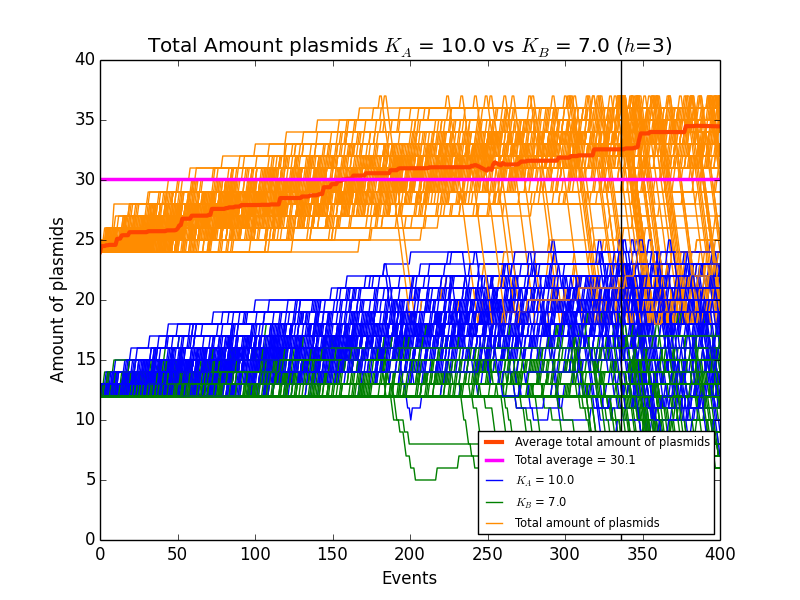 Total Amount plasmids K_A = 10.0 vs K_B = 7.0 (h=3)
40
35
30
25
20
15
10
5
0
Amount of plasmids
Average total amount of plasmids
Total average = 30.1
K_A = 10.0
K_B = 7.0
Total amount of plasmids
0 50 100 150 200 250 300 350 400
Events